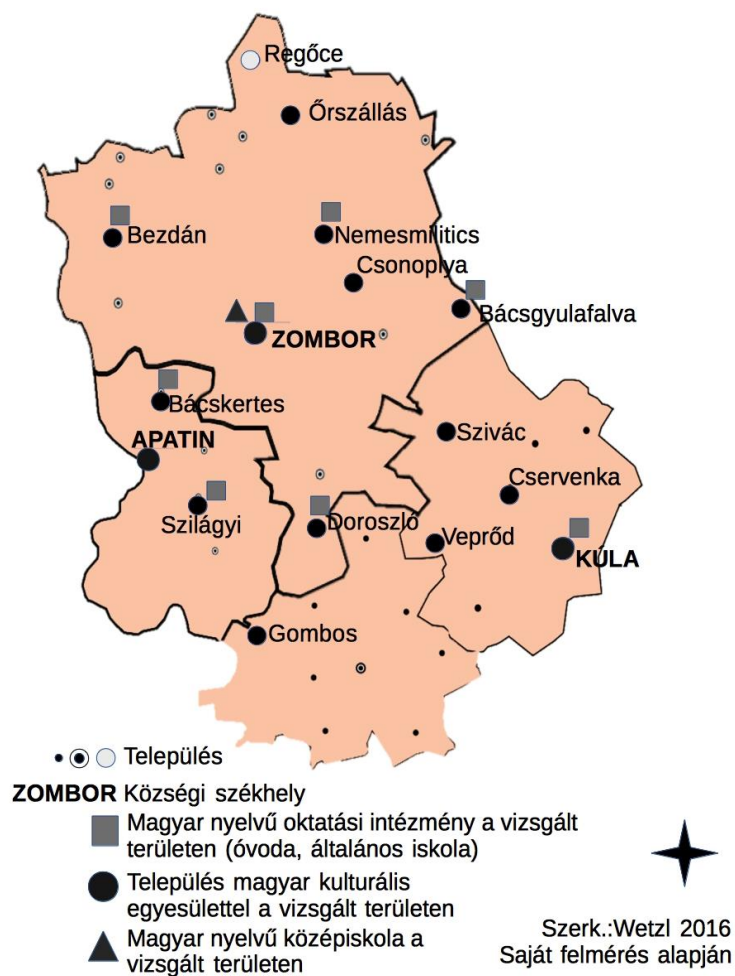 Regőce
Őrszállás
Bezdán
Nemesmilitics
Csonoplya
Bácsgyulafalva
ZOMBOR
Bácskertes
APATIN
Szivác
Cservenka
Szilágyi
Doroszló
Veprőd
KÚLA
Gombos
Település
ZOMBOR Községi székhely
Magyar nyelvű oktatási intézmény a vizsgált
területen (óvoda, általános iskola)
Település magyar kulturális
egyesülettel a vizsgált területen
Magyar nyelvű középiskola a
vizsgált területen
Szerk.:Wetzl 2016
Saját felmérés alapján